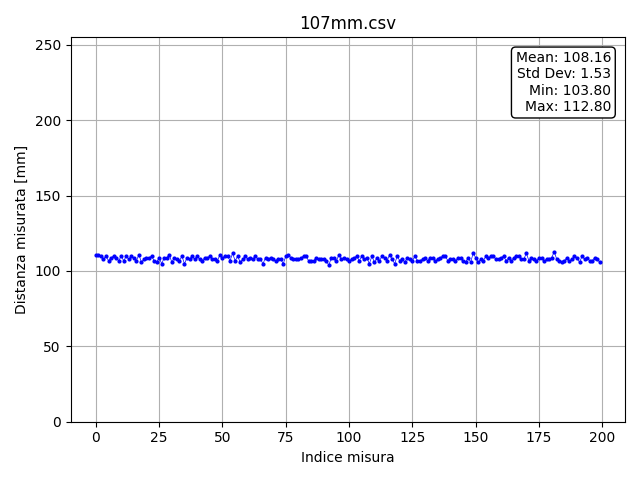 107mm.csv
Mean: 108.16
Std Dev: 1.53
Min: 103.80
Max: 112.80
Distanza misurata [mm]
250
200
150
100
50
0
0 25 50 75 100 125 150 175 200
Indice misura